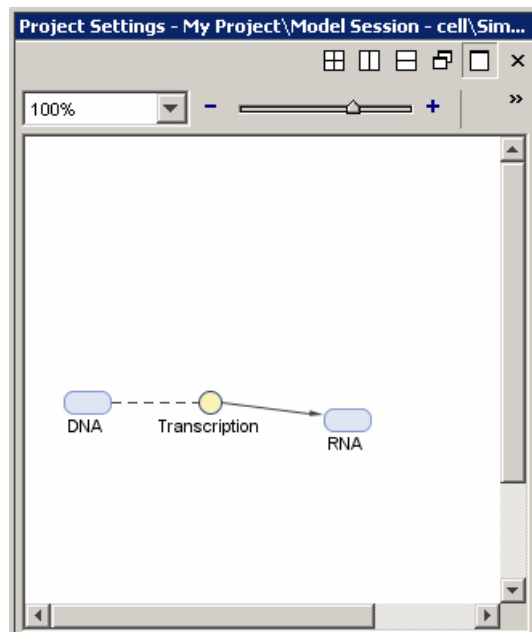 Project Settings - My Project\Model Session - cell\Sim...
100%
DNA
Transcription
RNA